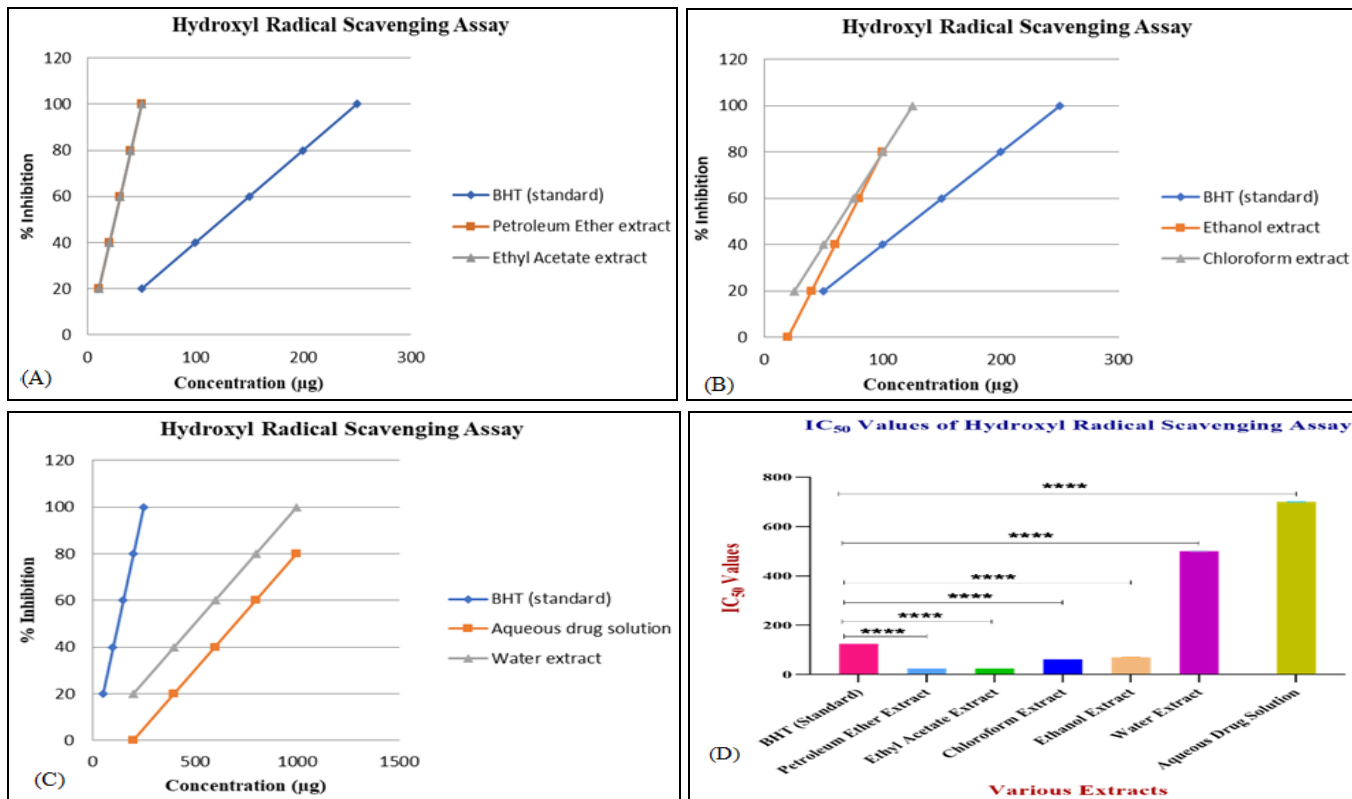 Hydroxyl Radical Scavenging Assay
120
100
80
60
40
20
0
% Inhibition
0 100 200 300
Concentration (µg)
BHT (standard)
Petroleum Ether extract
Ethyl Acetate extract
(A)
Hydroxyl Radical Scavenging Assay
120
100
80
60
40
20
0
% Inhibition
0 100 200 300
Concentration (µg)
BHT (standard)
Ethanol extract
Chloroform extract
(B)
Hydroxyl Radical Scavenging Assay
120
100
80
60
40
20
0
% Inhibition
0 500 1000 1500
Concentration (µg)
BHT (standard)
Aqueous drug solution
Water extract
(C)
IC₅₀ Values of Hydroxyl Radical Scavenging Assay
800
600
400
200
0
IC₅₀ Values
****
****
****
****
****
****
BHT (Standard)
Petroleum Ether Extract
Ethyl Acetate Extract
Chloroform Extract
Ethanol Extract
Water Extract
Aqueous Drug Solution
Various Extracts
(D)